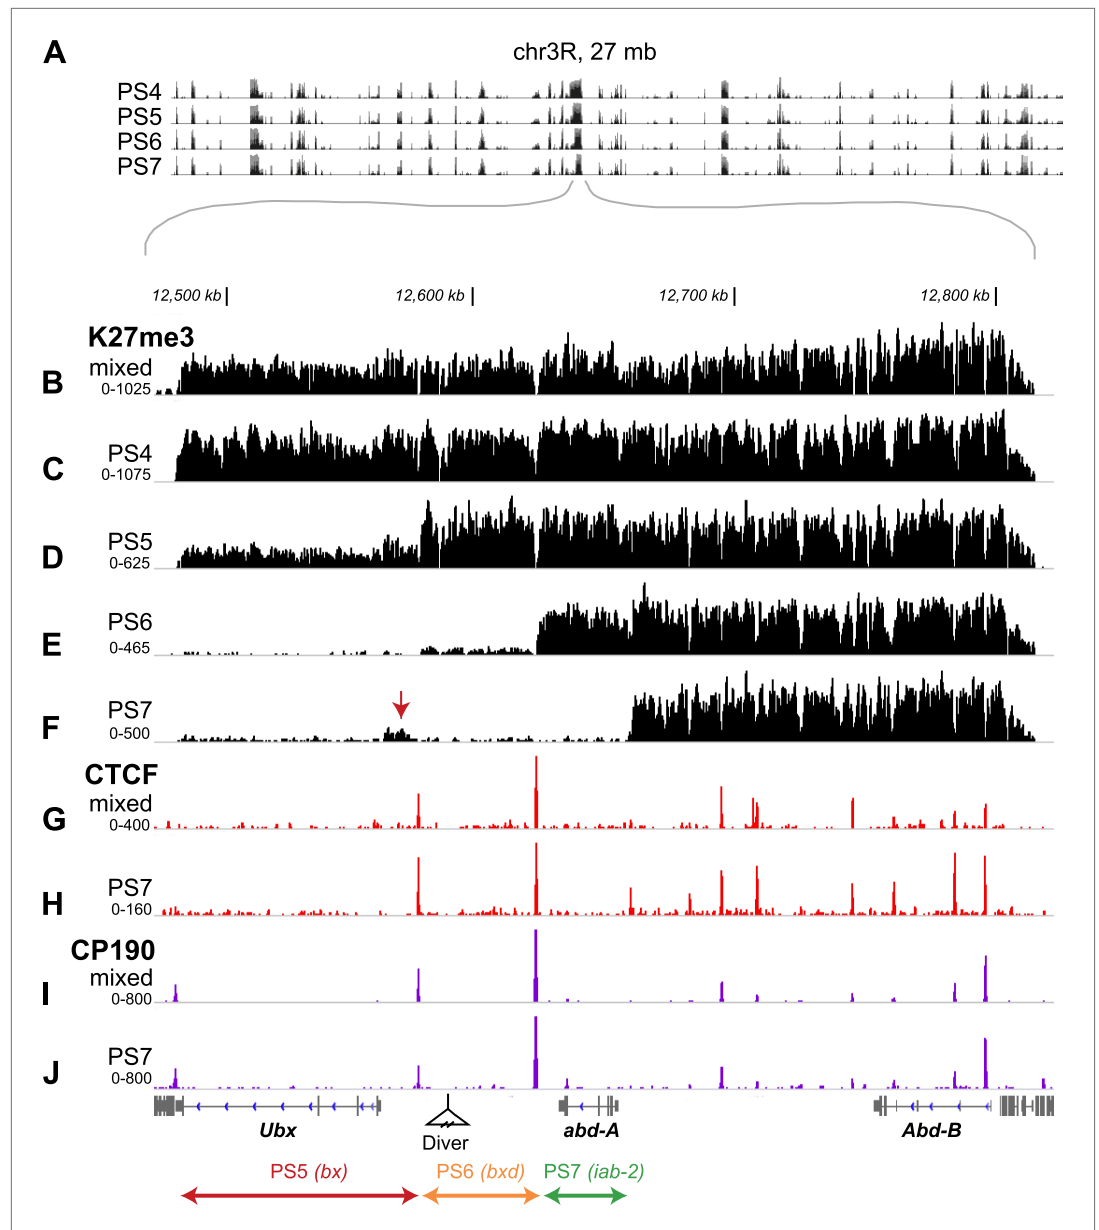 A
chr3R, 27 mb
PS4
PS5
PS6
PS7
12,500 kb
12,600 kb
12,700 kb
12,800 kb
K27me3
B
mixed
0-1025
C
PS4
0-1075
D
PS5
0-625
E
PS6
0-465
F
PS7
0-500
CTCF
G
mixed
0-400
H
PS7
0-160
CP190
I
mixed
0-800
J
PS7
0-800
Ubx
Diver
abd-A
Abd-B
PS5 (bx)
PS6 (bxd)
PS7 (iab-2)